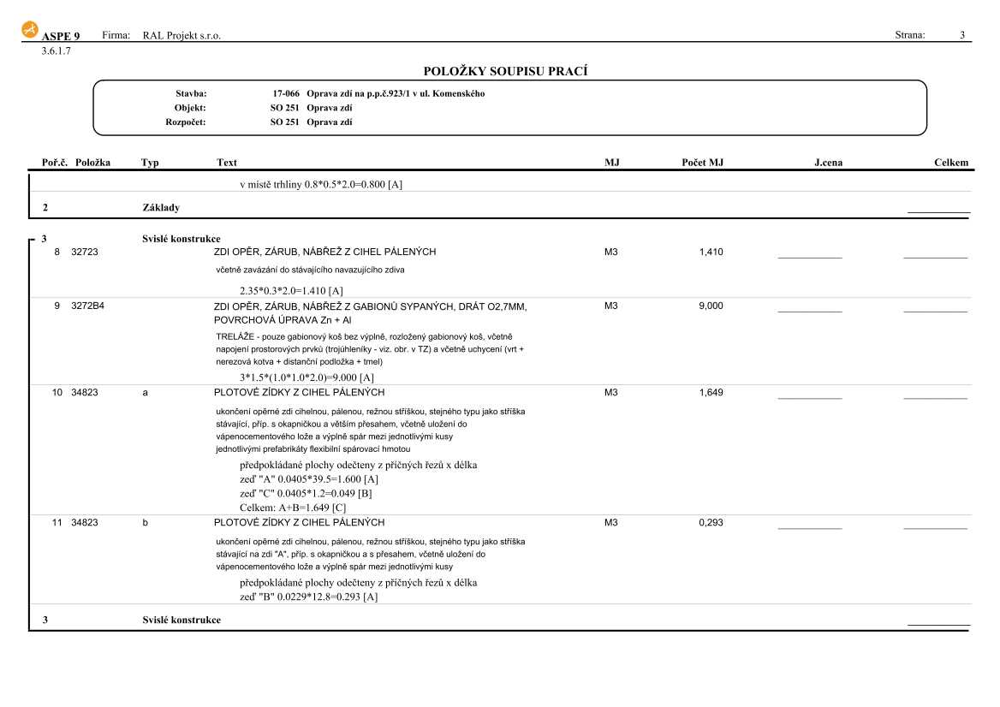 ASPE 9 Firma: RAL Projekt s.r.o. Strana: 3
3.6.1.7
POLOŽKY SOUPISU PRACÍ
Stavba: 17-066 Oprava zdí na p.p.č.923/1 v ul. Komenského
Objekt: SO 251 Oprava zdí
Rozpočet: SO 251 Oprava zdí
Poř.č. Položka Typ Text MJ Počet MJ J.cena Celkem
v místě trhliny 0.8*0.5*2.0=0.800 [A]
2 Základy
3 Svislé konstrukce
8 32723 ZDI OPĚR, ZÁRUB, NÁBŘEŽ Z CIHEL PÁLENÝCH M3 1,410
včetně zavázání do stávajícího navazujícího zdiva
2.35*0.3*2.0=1.410 [A]
9 3272B4 ZDI OPĚR, ZÁRUB, NÁBŘEŽ Z GABIONŮ SYPANÝCH, DRÁT O2,7MM, M3 9,000
POVRCHOVÁ ÚPRAVA Zn + Al
TRELÁŽE - pouze gabionový koš bez výplně, rozložený gabionový koš, včetně
napojení prostorových prvků (trojúhleníky - viz. obr. v TZ) a včetně uchycení (vrt +
nerezová kotva + distanční podložka + tmel)
3*1.5*(1.0*1.0*2.0)=9.000 [A]
10 34823 a PLOTOVÉ ZÍDKY Z CIHEL PÁLENÝCH M3 1,649
ukončení opěrné zdi cihelnou, pálenou, režnou stříškou, stejného typu jako stříška
stávající, příp. s okapničkou a větším přesahem, včetně uložení do
vápenocementového lože a výplně spár mezi jednotlivými kusy
jednotlivými prefabrikáty flexibilní spárovací hmotou
předpokládané plochy odečteny z příčných řezů x délka
zeď "A" 0.0405*39.5=1.600 [A]
zeď "C" 0.0405*1.2=0.049 [B]
Celkem: A+B=1.649 [C]
11 34823 b PLOTOVÉ ZÍDKY Z CIHEL PÁLENÝCH M3 0,293
ukončení opěrné zdi cihelnou, pálenou, režnou stříškou, stejného typu jako stříška
stávající na zdi "A", příp. s okapničkou a s přesahem, včetně uložení do
vápenocementového lože a výplně spár mezi jednotlivými kusy
předpokládané plochy odečteny z příčných řezů x délka
zeď "B" 0.0229*12.8=0.293 [A]
3 Svislé konstrukce